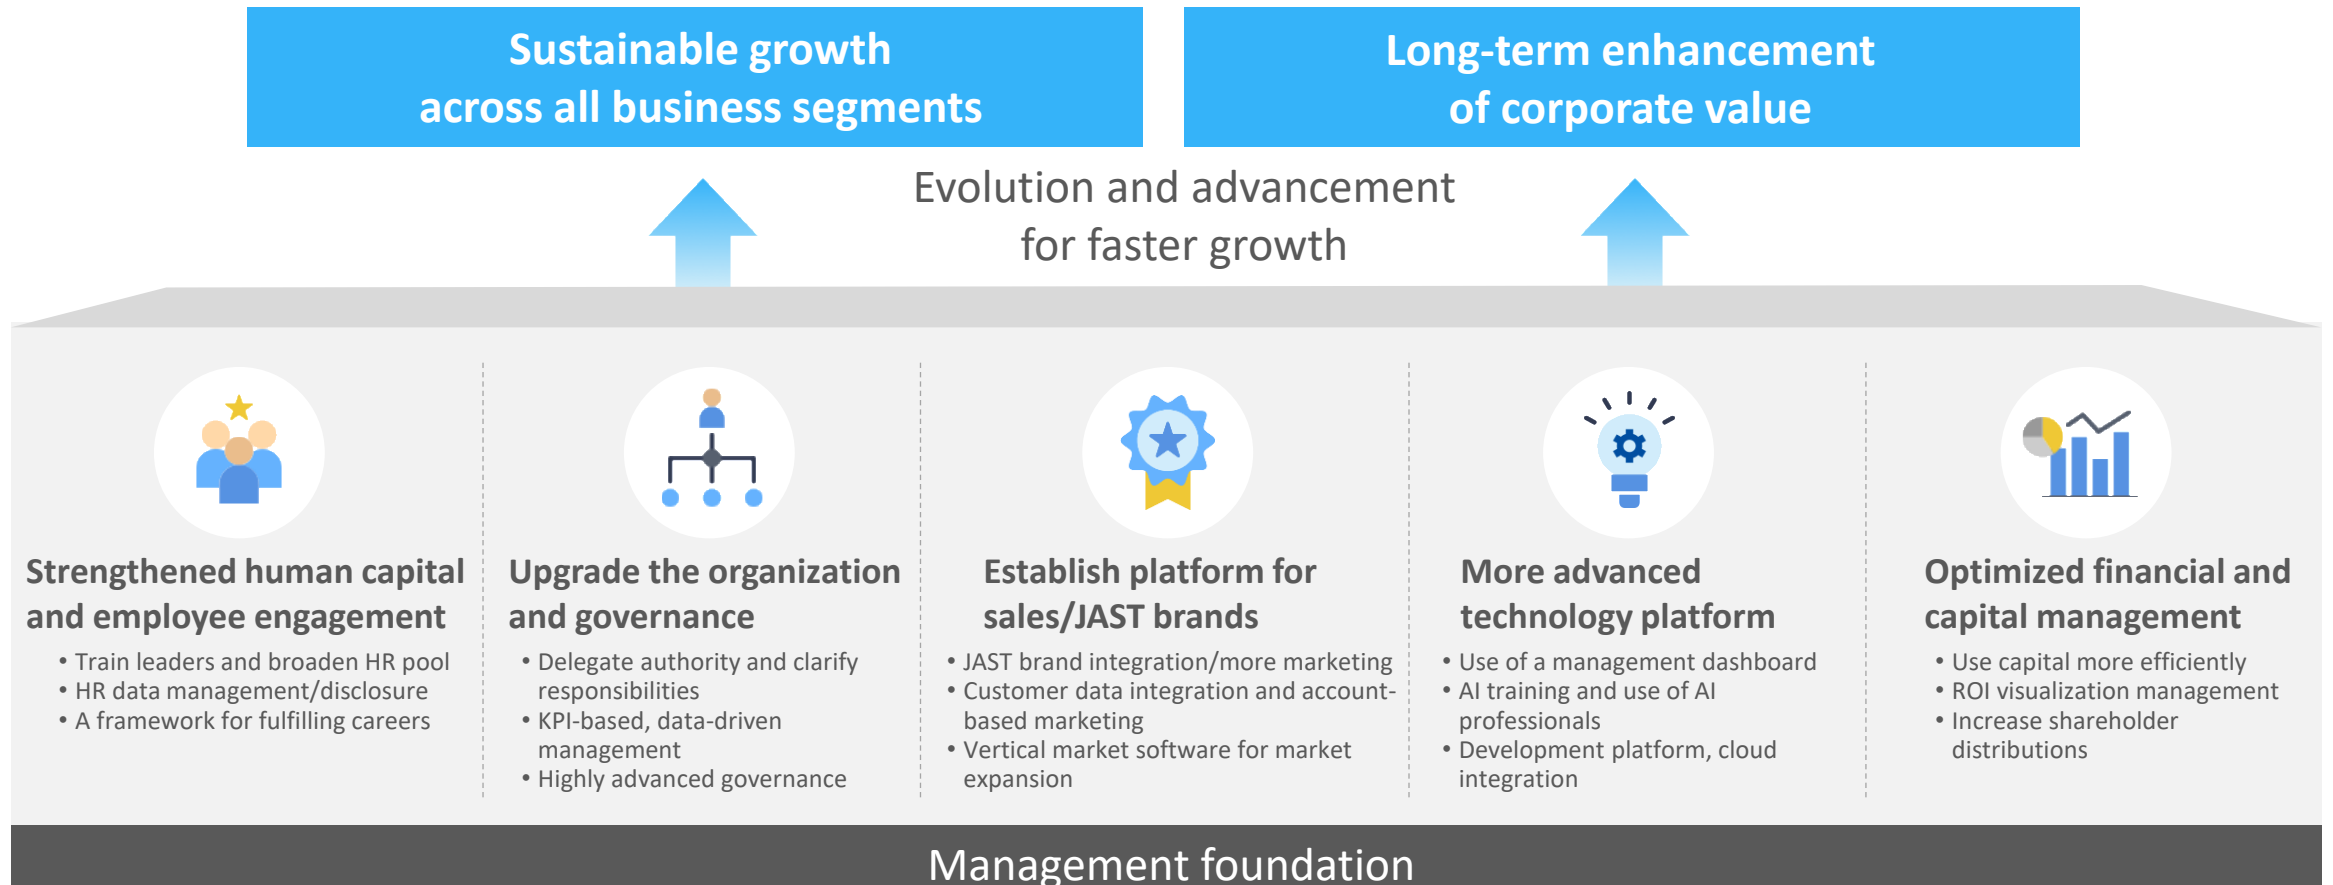 Sustainable growth
across all business segments
Long-term enhancement
of corporate value
Evolution and advancement
for faster growth
Strengthened human capital
and employee engagement
• Train leaders and broaden HR pool
• HR data management/disclosure
• A framework for fulfilling careers
Upgrade the organization
and governance
• Delegate authority and clarify
responsibilities
• KPI-based, data-driven
management
• Highly advanced governance
Establish platform for
sales/JAST brands
• JAST brand integration/more marketing
• Customer data integration and account-
based marketing
• Vertical market software for market
expansion
More advanced
technology platform
• Use of a management dashboard
• AI training and use of AI
professionals
• Development platform, cloud
integration
Optimized financial and
capital management
• Use capital more efficiently
• ROI visualization management
• Increase shareholder
distributions
Management foundation